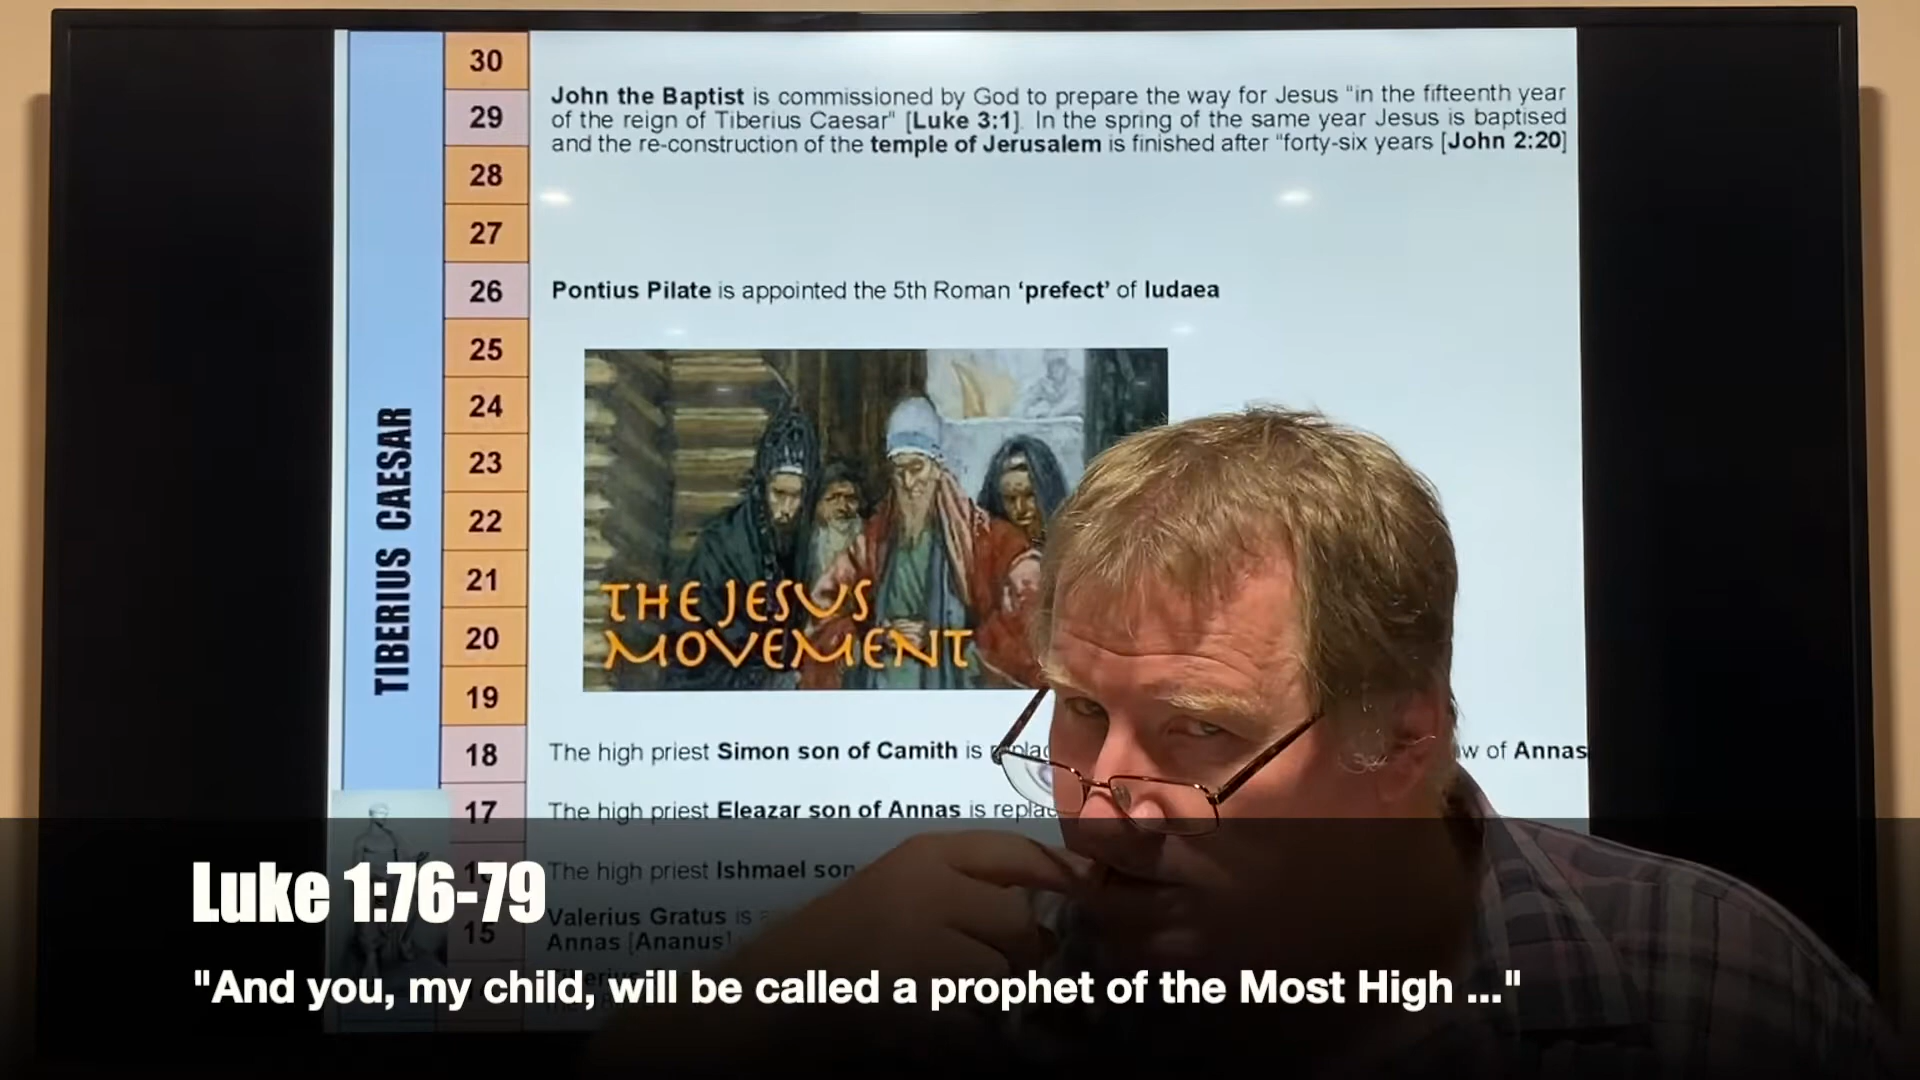 30
29
John the Baptist is commissioned by God to prepare the way for Jesus "in the fifteenth year
of the reign of Tiberius Caesar" [Luke 3:1]. In the spring of the same year Jesus is baptised
and the re-construction of the temple of Jerusalem is finished after "forty-six years [John 2:20]
28
27
26
Pontius Pilate is appointed the 5th Roman ‘prefect’ of Iudaea
25
24
23
22
21
20
19
TIBERIUS CAESAR
THE JESUS
MOVEMENT
18
The high priest Simon son of Camith is of Annas
17
The high priest Eleazar son of Annas is
The high priest Ishmael son
Valerius Gratus is
15
Annas [Ananus]
Luke 1:76-79
"And you, my child, will be called a prophet of the Most High ..."